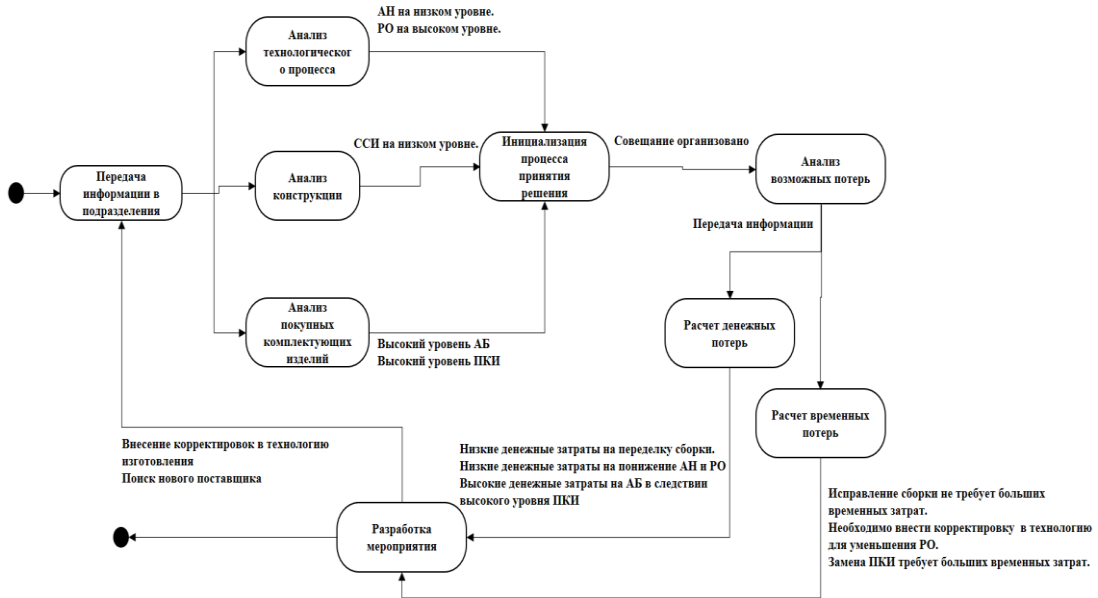 АН на низком уровне.
РО на высоком уровне.
Анализ
технологическог
о процесса
ССИ на низком уровне.
Инициализация
процесса
принятия
решения
Совещание организовано
Анализ
возможных потерь
Передача
информации в
подразделения
Анализ
конструкции
Передача информации
Анализ
покупных
комплектующих
изделий
Высокий уровень АБ
Высокий уровень ПКИ
Расчет денежных
потерь
Расчет временных
потерь
Внесение корректировок в технологию
изготовления
Поиск нового поставщика
Низкие денежные затраты на переделку сборки.
Низкие денежные затраты на понижение АН и РО
Высокие денежные затраты на АБ в следствии
высокого уровня ПКИ
Разработка
мероприятия
Исправление сборки не требует больших
временных затрат.
Необходимо внести корректировку в технологию
для уменьшения РО.
Замена ПКИ требует больших временных затрат.